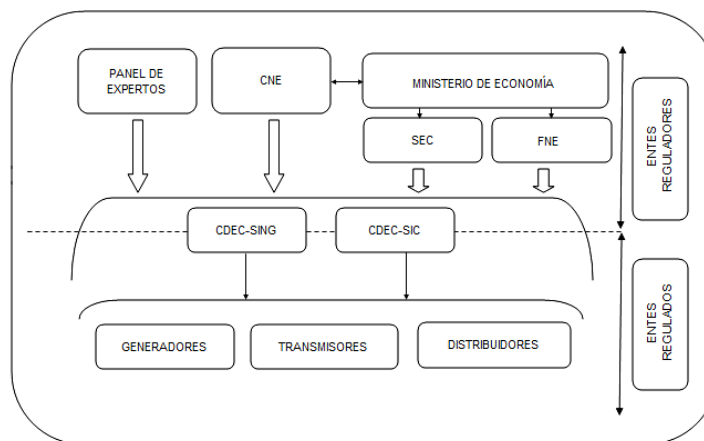 PANEL DE
EXPERTOS
CNE
MINISTERIO DE ECONOMÍA
SEC
FNE
ENTES
REGULADORES
CDEC-SING
CDEC-SIC
GENERADORES
TRANSMISORES
DISTRIBUIDORES
ENTES
REGULADOS